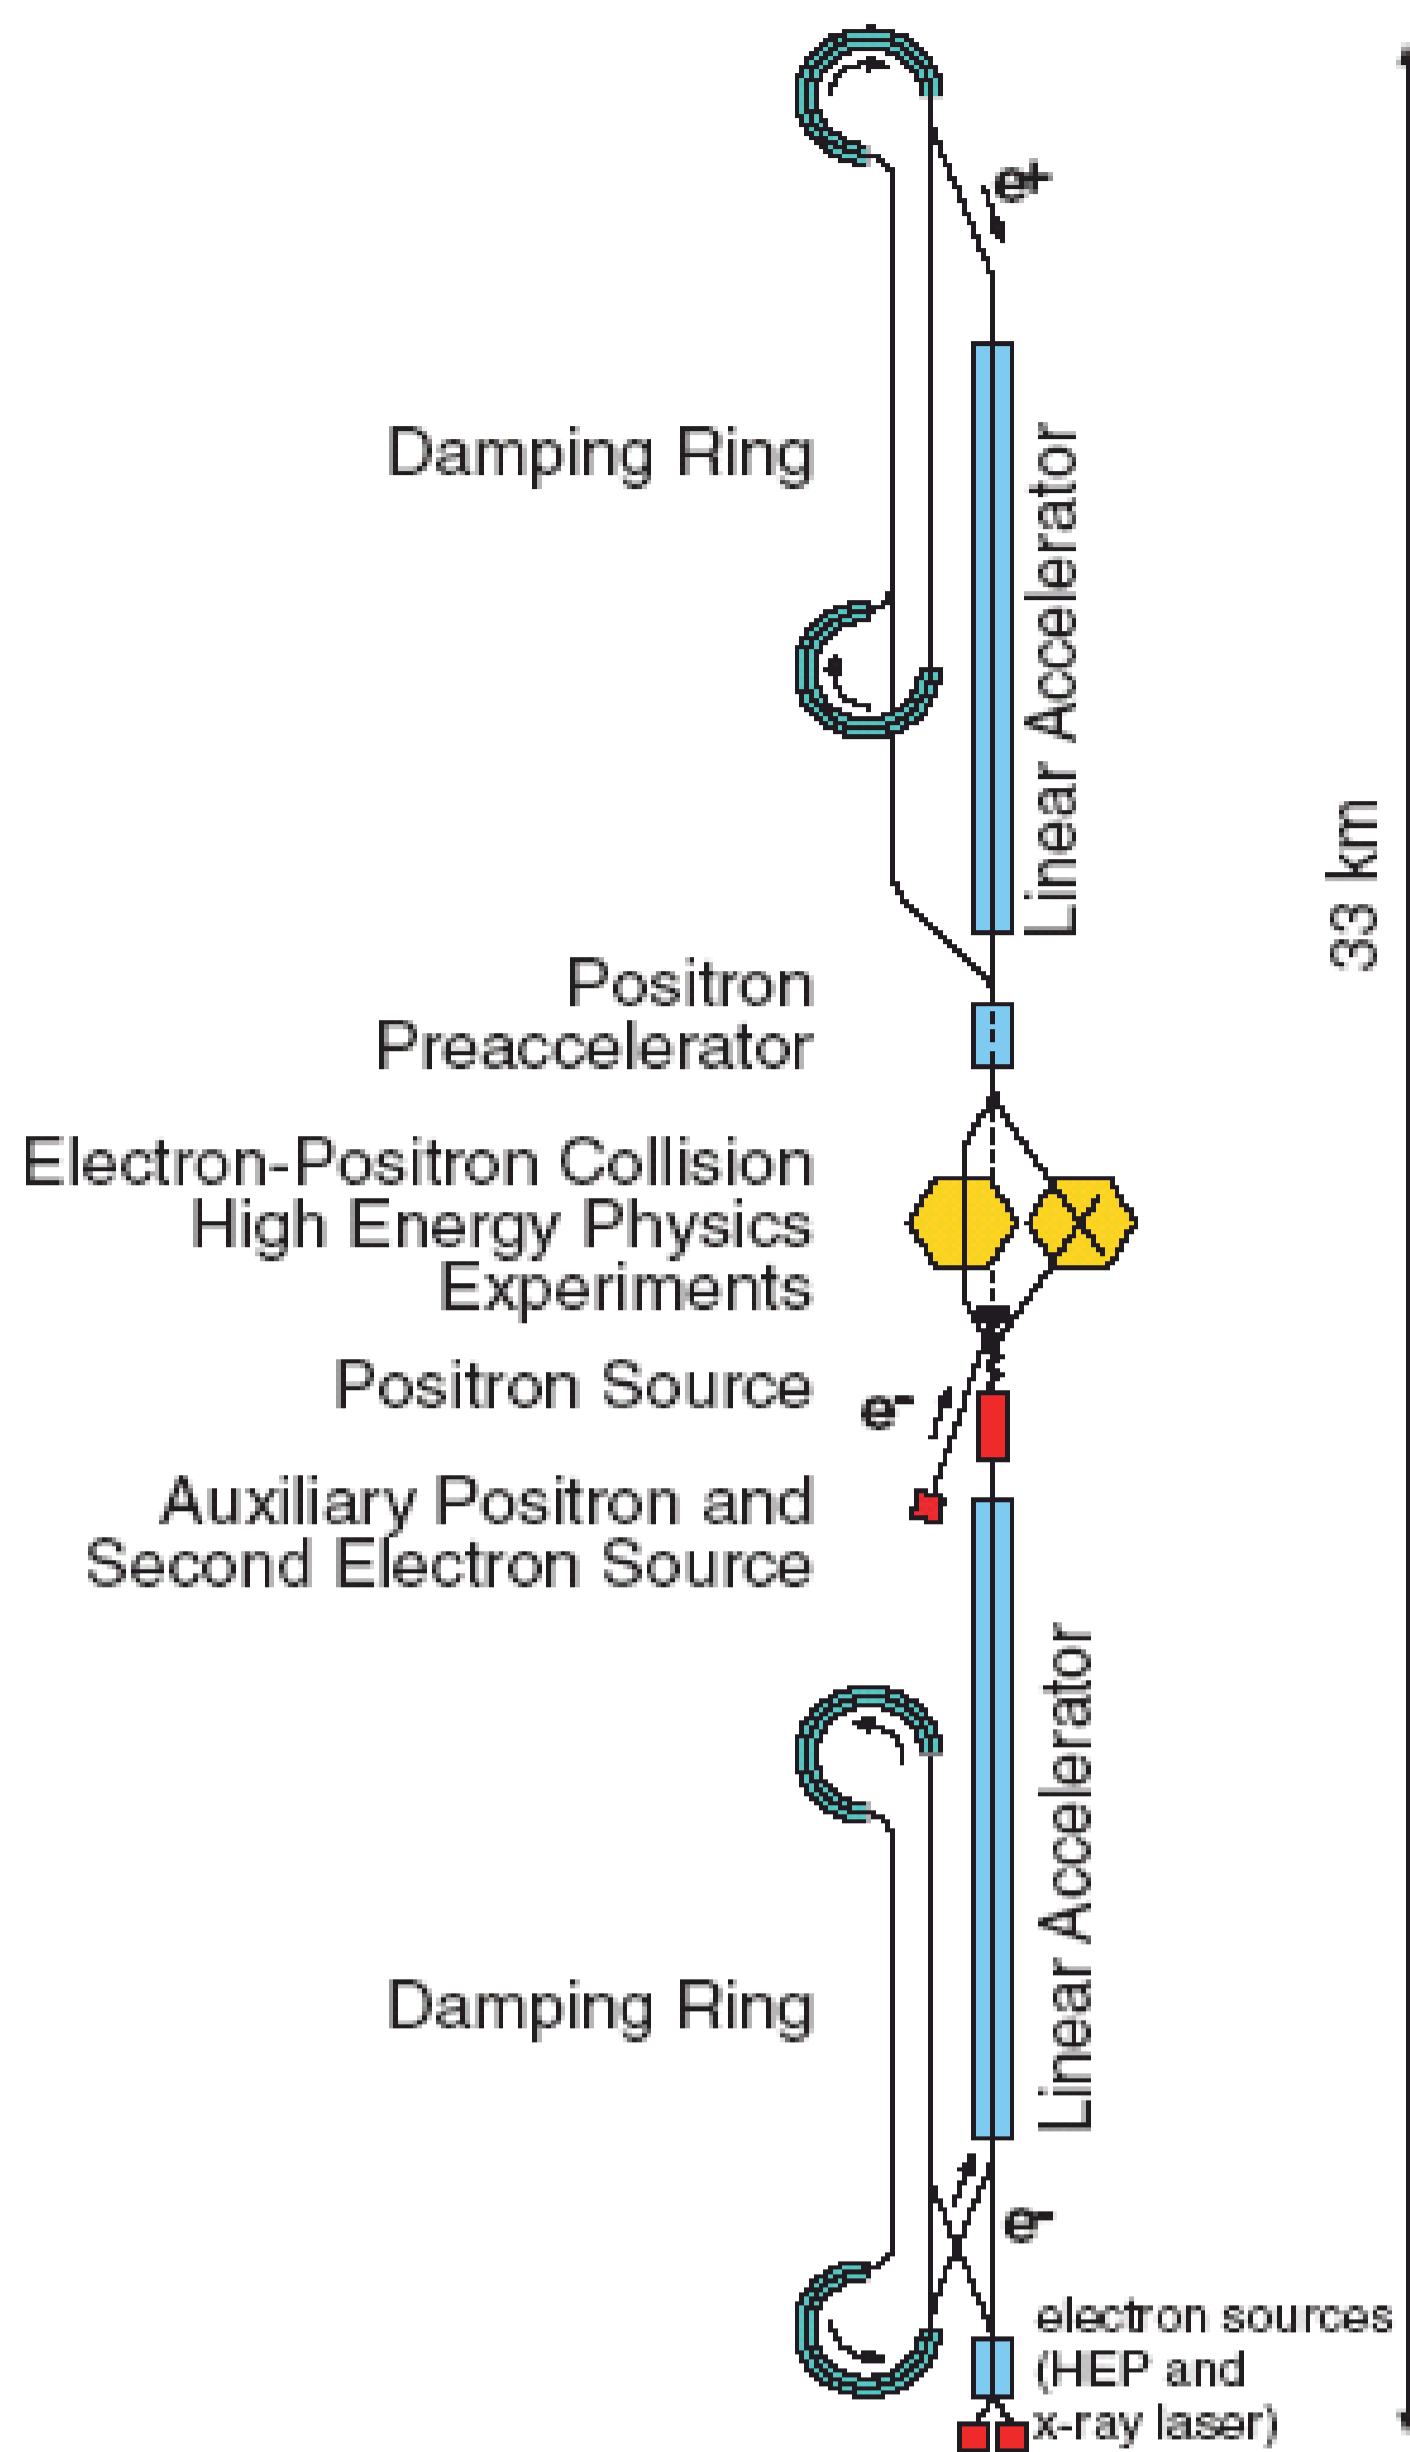 e+
Damping Ring
Linear Accelerator
33 km
Positron
Preaccelerator
Electron-Positron Collision
High Energy Physics
Experiments
Positron Source
e-
Auxiliary Positron and
Second Electron Source
Linear Accelerator
Damping Ring
e-
electron sources
(HEP and
x-ray laser)